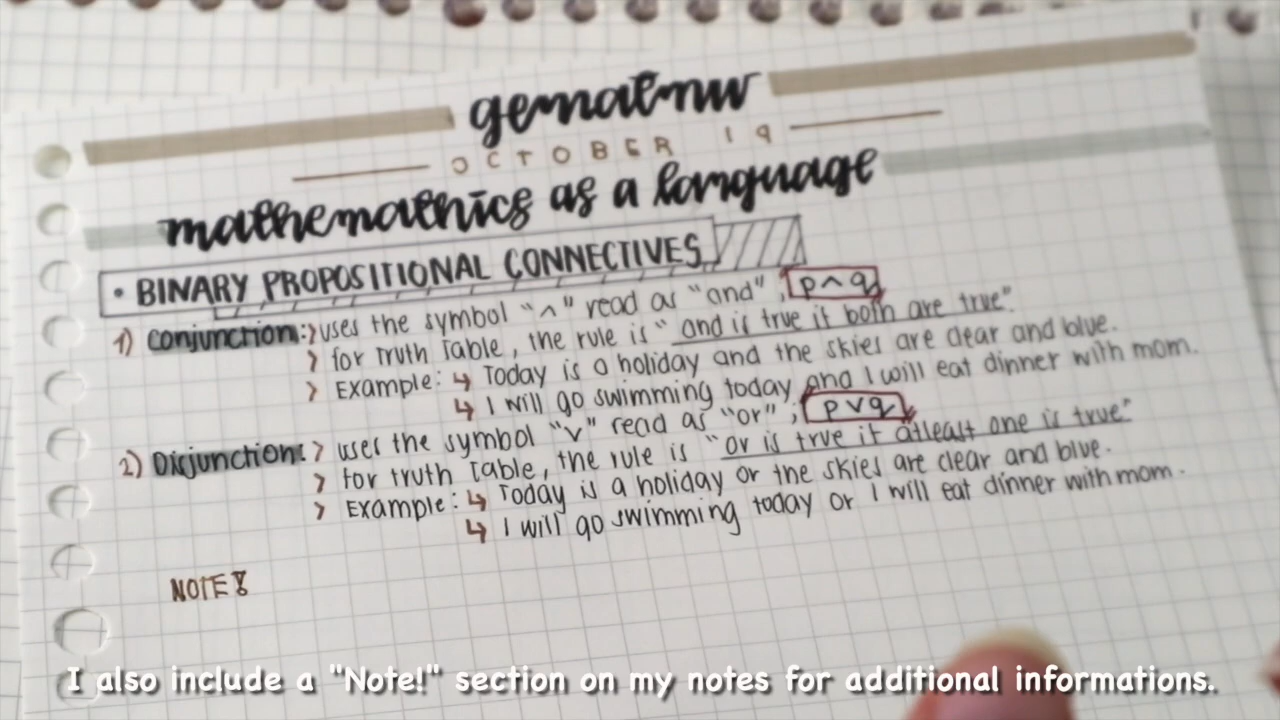 gematmw
OCTOBER 19
mathemathics as a language
• BINARY PROPOSITIONAL CONNECTIVES
1) Conjunction: > uses the symbol "^" read as "and", p ^ q
> for Truth Table, the rule is "and is true if both are true".
> Example: ↳ Today is a holiday and the skies are clear and blue.
↳ I will go swimming today and I will eat dinner with mom.
2) Disjunction: > uses the symbol "v" read as "or", p v q
> for Truth Table, the rule is "or is true if atleast one is true"
> Example: ↳ Today is a holiday or the skies are clear and blue.
↳ I will go swimming today or I will eat dinner with mom.
NOTE!
I also include a "Note!" section on my notes for additional informations.